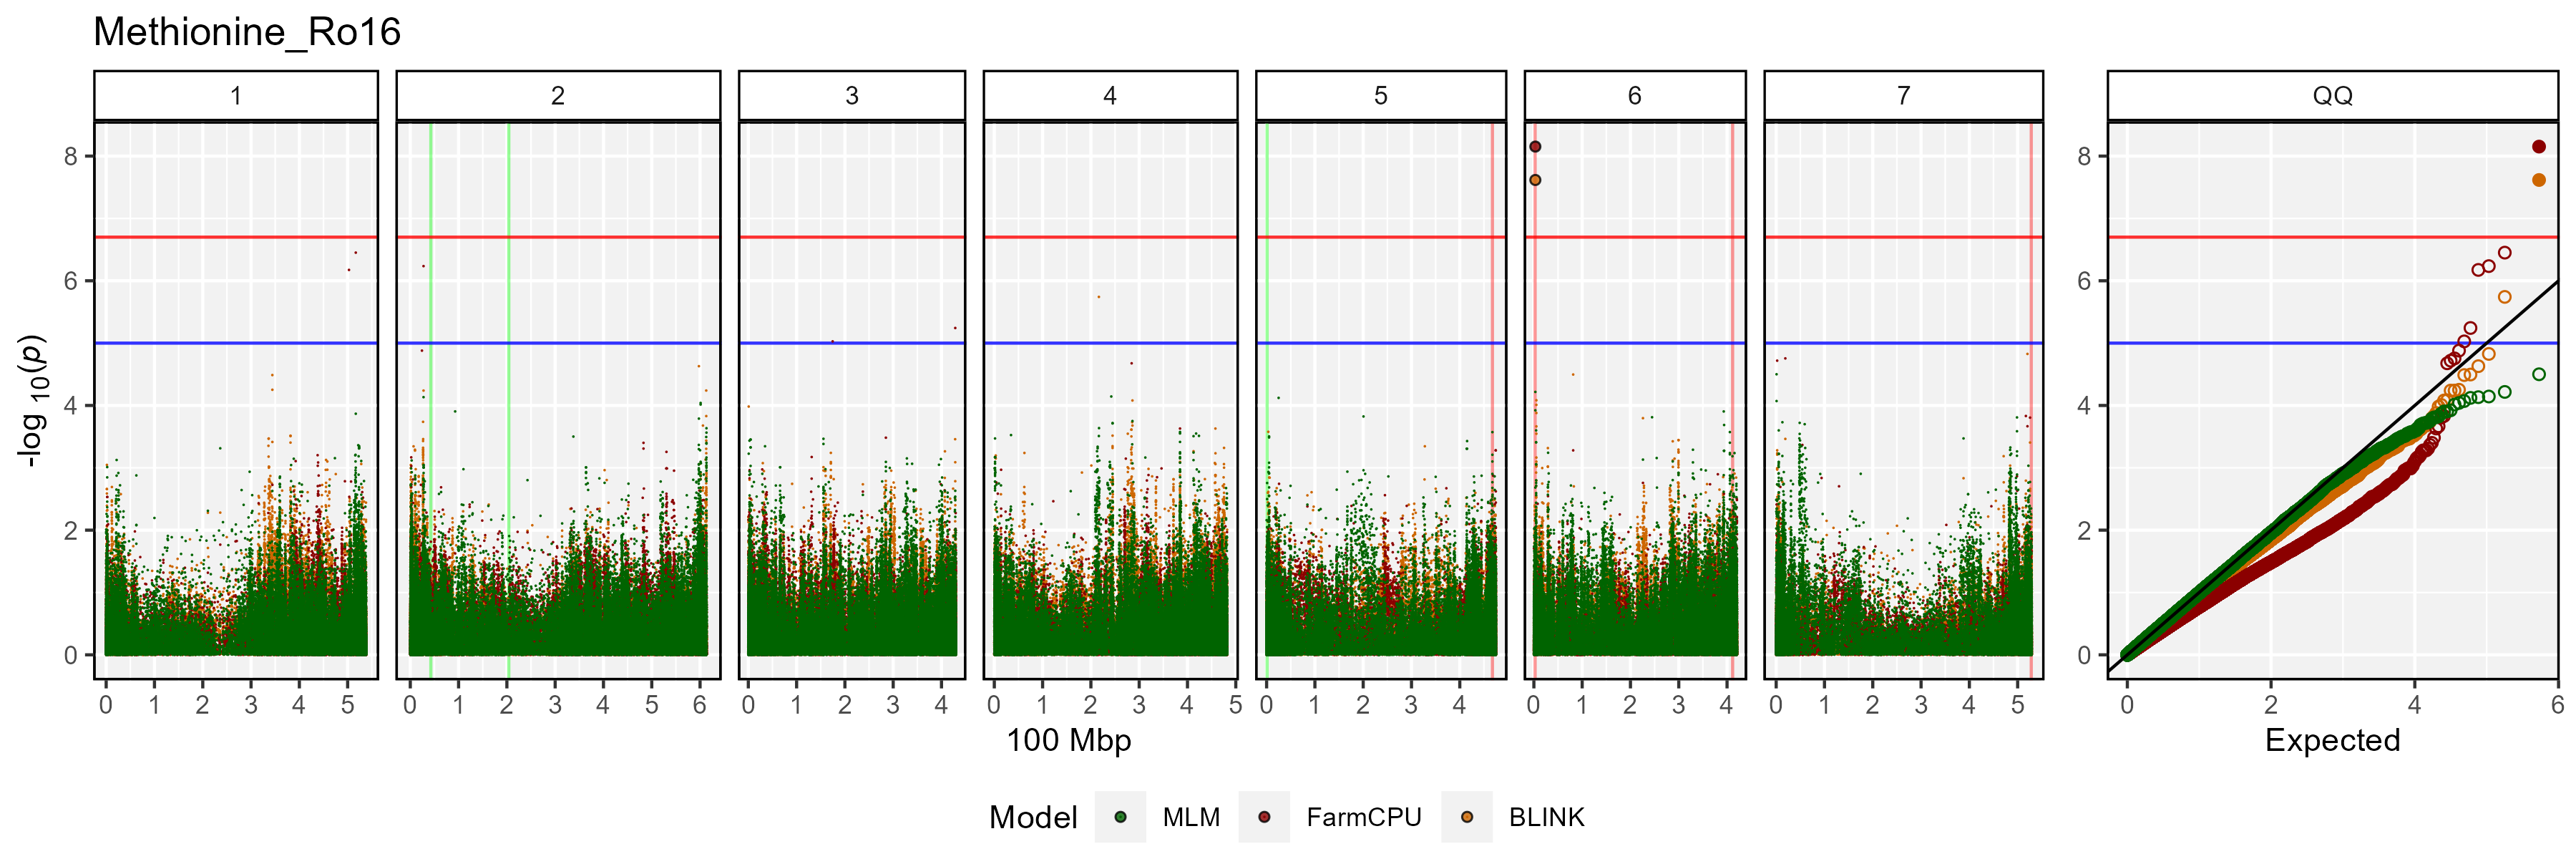 Methionine_Ro16
1 2 3 4 5 6 7 QQ
8 8
6 6
4 4
2 2
0 0
-log 10(p)
0 1 2 3 4 5 0 1 2 3 4 5 6 0 1 2 3 4 0 1 2 3 4 5 0 1 2 3 4 0 1 2 3 4 0 1 2 3 4 5 0 2 4 6
100 Mbp Expected
Model MLM FarmCPU BLINK